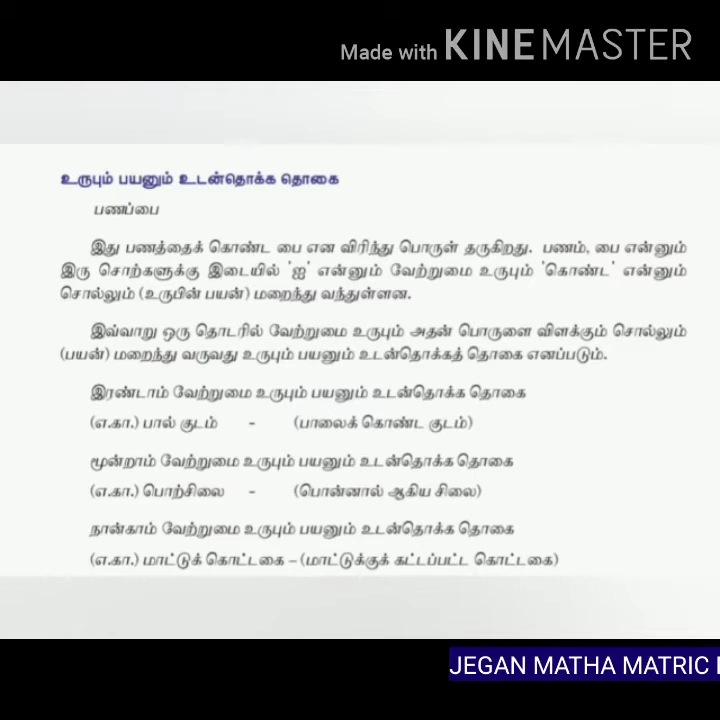 Made with KINEMASTER
உருபும் பயனும் உடன்தொக்க தொகை
பணப்பை
இது பணத்தைக் கொண்ட பை என விரிந்து பொருள் தருகிறது. பணம், பை என்னும்
இரு சொற்களுக்கு இடையில் 'ஐ' என்னும் வேற்றுமை உருபும் 'கொண்ட' என்னும்
சொல்லும் (உருபின் பயன்) மறைந்து வந்துள்ளன.
இவ்வாறு ஒரு தொடரில் வேற்றுமை உருபும் அதன் பொருளை விளக்கும் சொல்லும்
(பயன்) மறைந்து வருவது உருபும் பயனும் உடன்தொக்கத் தொகை எனப்படும்.
இரண்டாம் வேற்றுமை உருபும் பயனும் உடன்தொக்க தொகை
(எ.கா.) பால் குடம் - (பாலைக் கொண்ட குடம்)
மூன்றாம் வேற்றுமை உருபும் பயனும் உடன்தொக்க தொகை
(எ.கா.) பொற்சிலை - (பொன்னால் ஆகிய சிலை)
நான்காம் வேற்றுமை உருபும் பயனும் உடன்தொக்க தொகை
(எ.கா.) மாட்டுக் கொட்டகை – (மாட்டுக்குக் கட்டப்பட்ட கொட்டகை)
JEGAN MATHA MATRIC